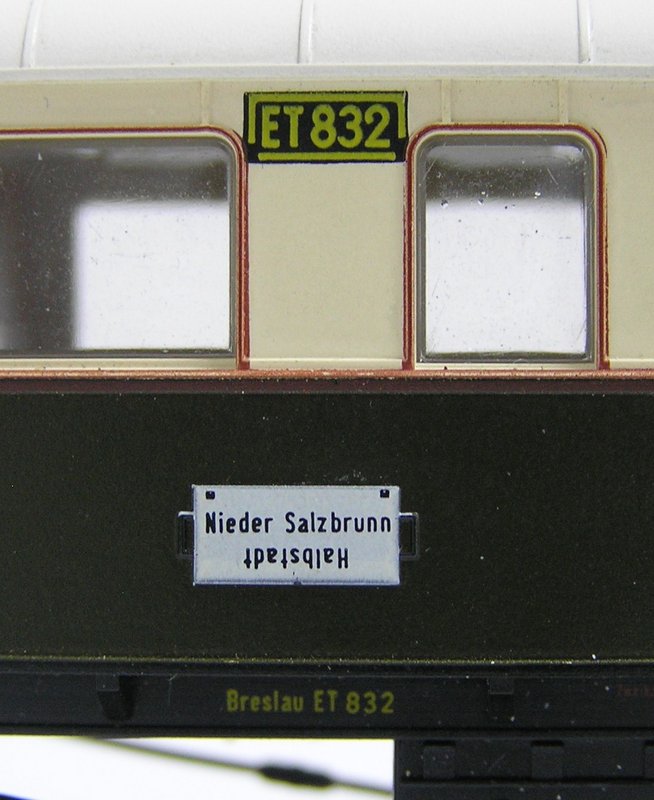 ET 832
Nieder Salzbrunn
Halbstadt
Breslau ET 832